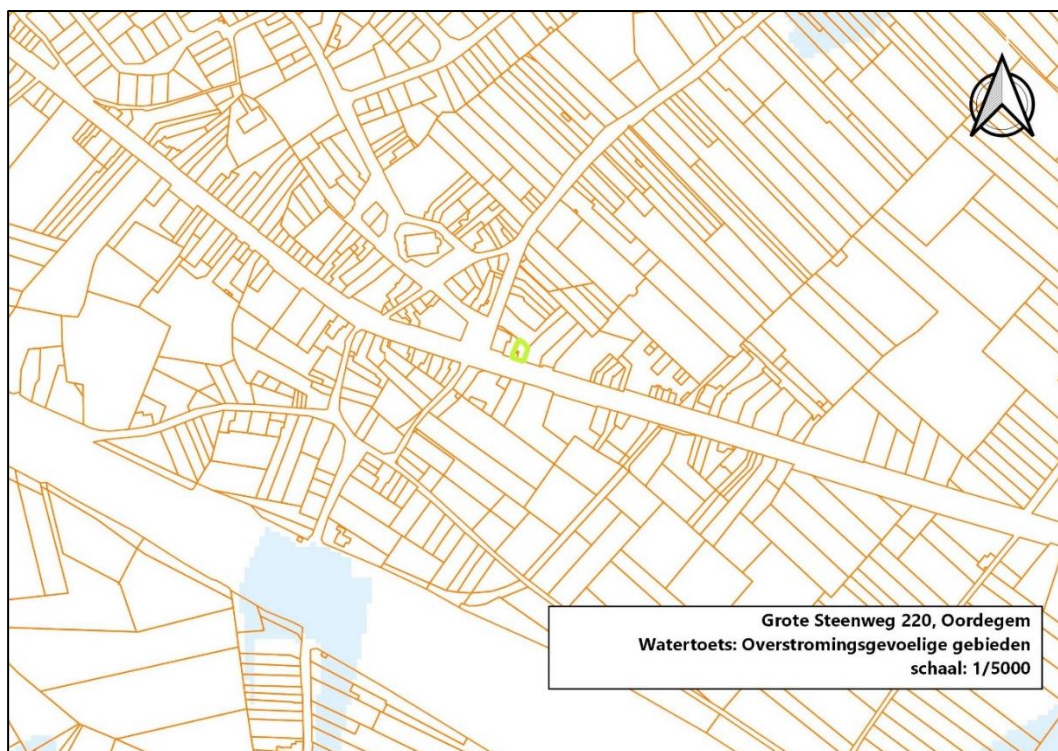 Grote Steenweg 220, Oordegem
Watertoets: Overstromingsgevoelige gebieden
schaal: 1/5000